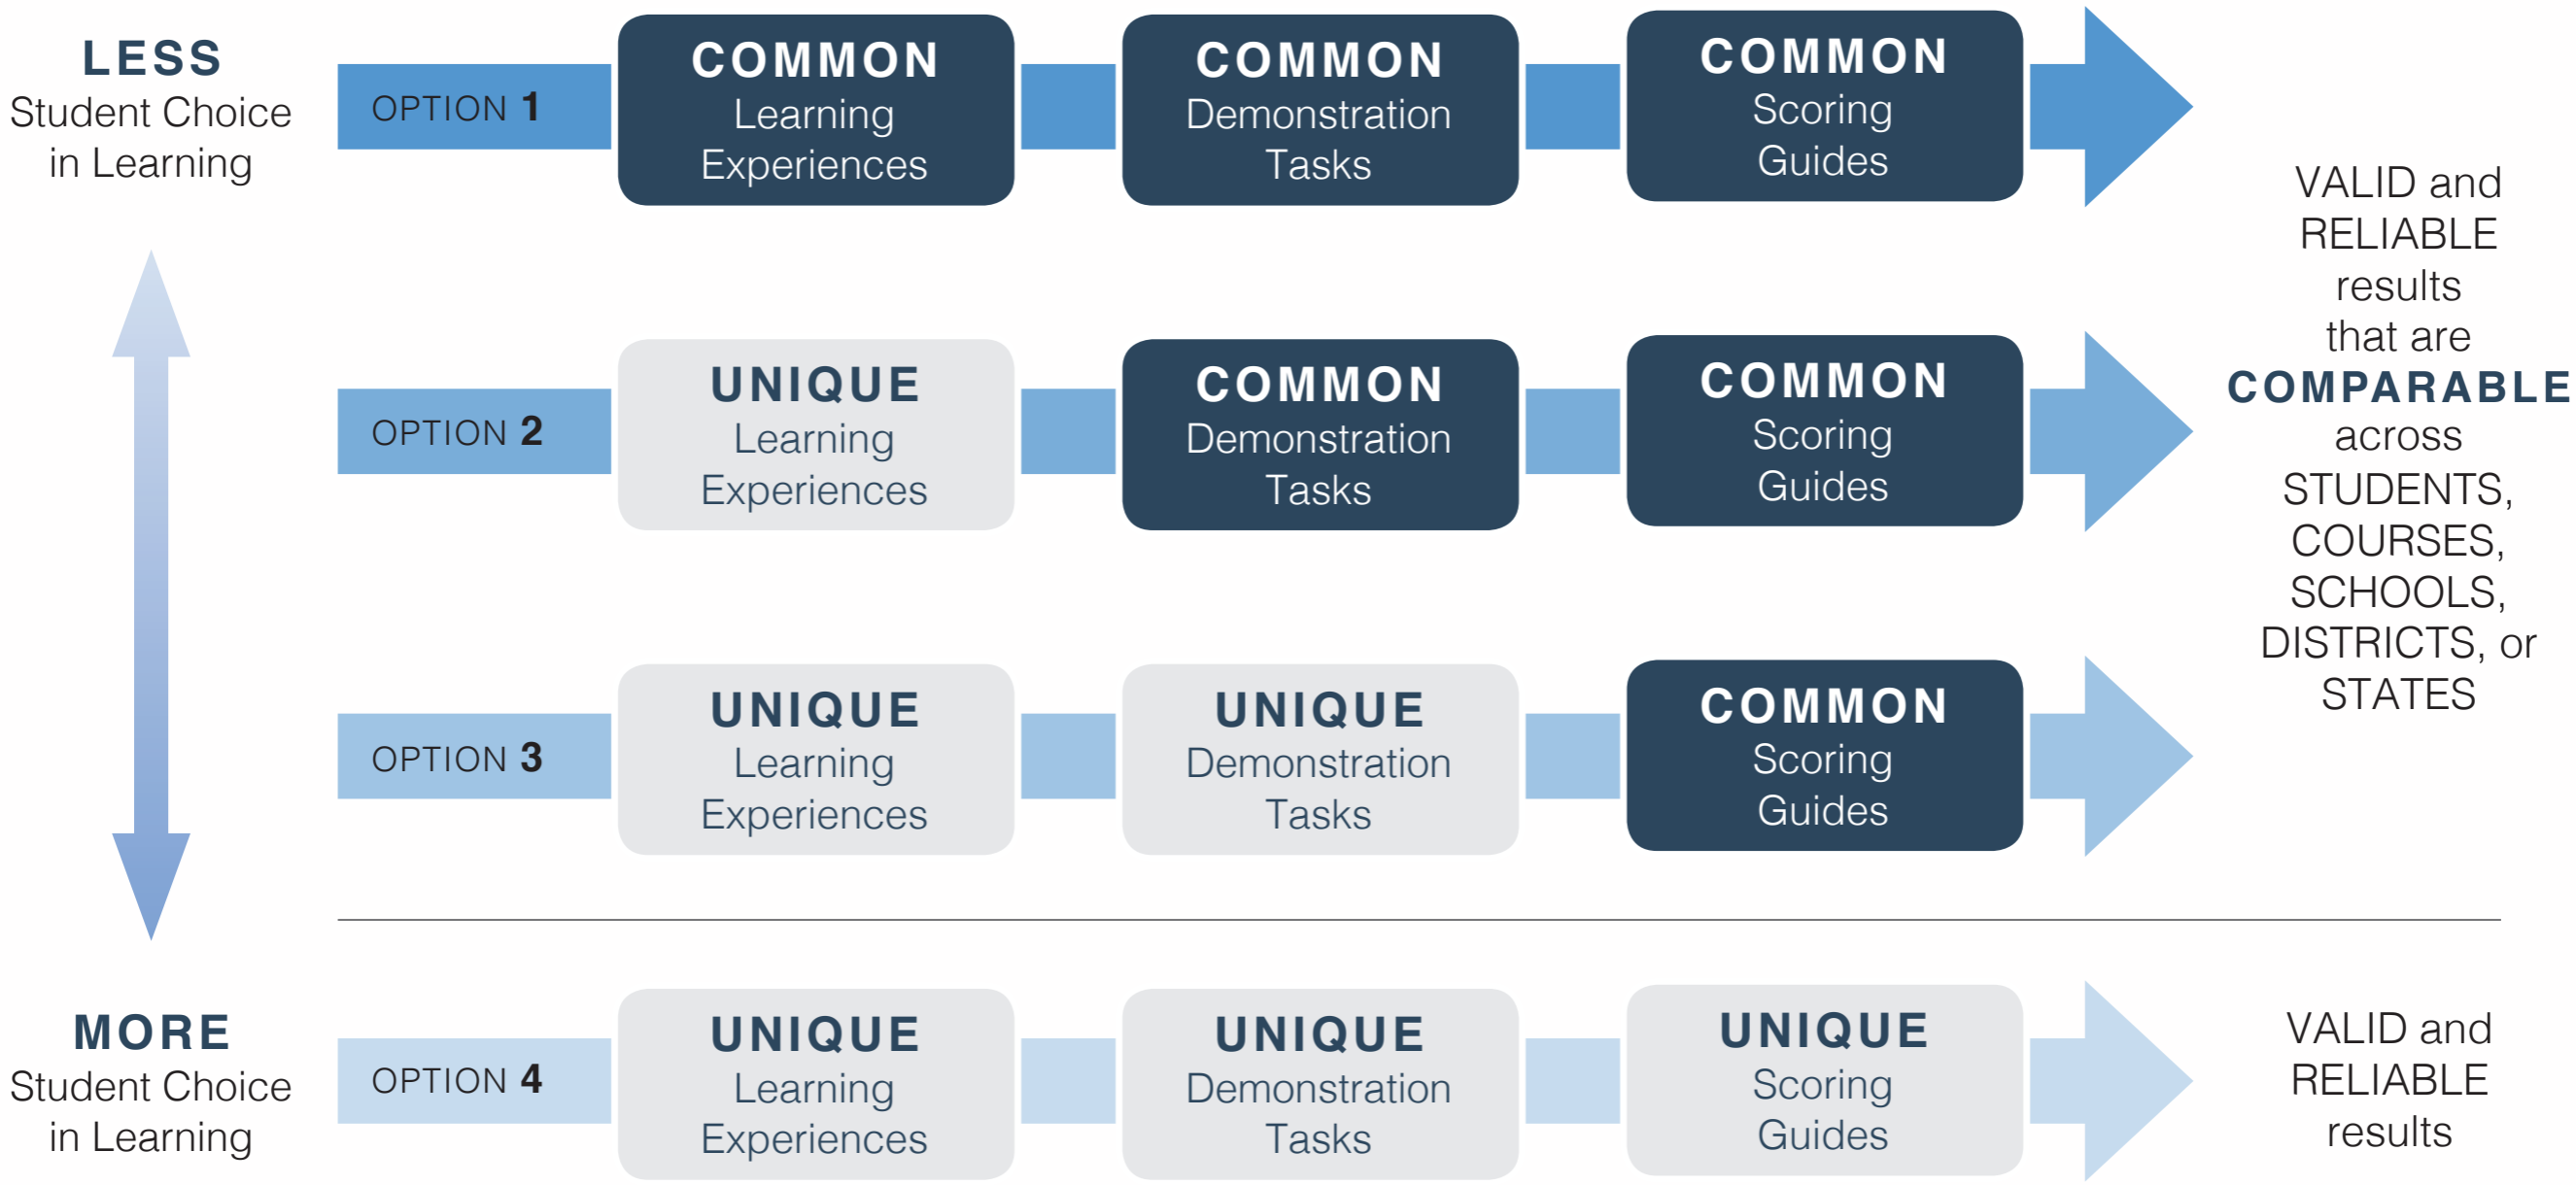 LESS
Student Choice
in Learning
OPTION 1
COMMON
Learning
Experiences
COMMON
Demonstration
Tasks
COMMON
Scoring
Guides
OPTION 2
UNIQUE
Learning
Experiences
COMMON
Demonstration
Tasks
COMMON
Scoring
Guides
OPTION 3
UNIQUE
Learning
Experiences
UNIQUE
Demonstration
Tasks
COMMON
Scoring
Guides
VALID and
RELIABLE
results
that are
COMPARABLE
across
STUDENTS,
COURSES,
SCHOOLS,
DISTRICTS, or
STATES
MORE
Student Choice
in Learning
OPTION 4
UNIQUE
Learning
Experiences
UNIQUE
Demonstration
Tasks
UNIQUE
Scoring
Guides
VALID and
RELIABLE
results